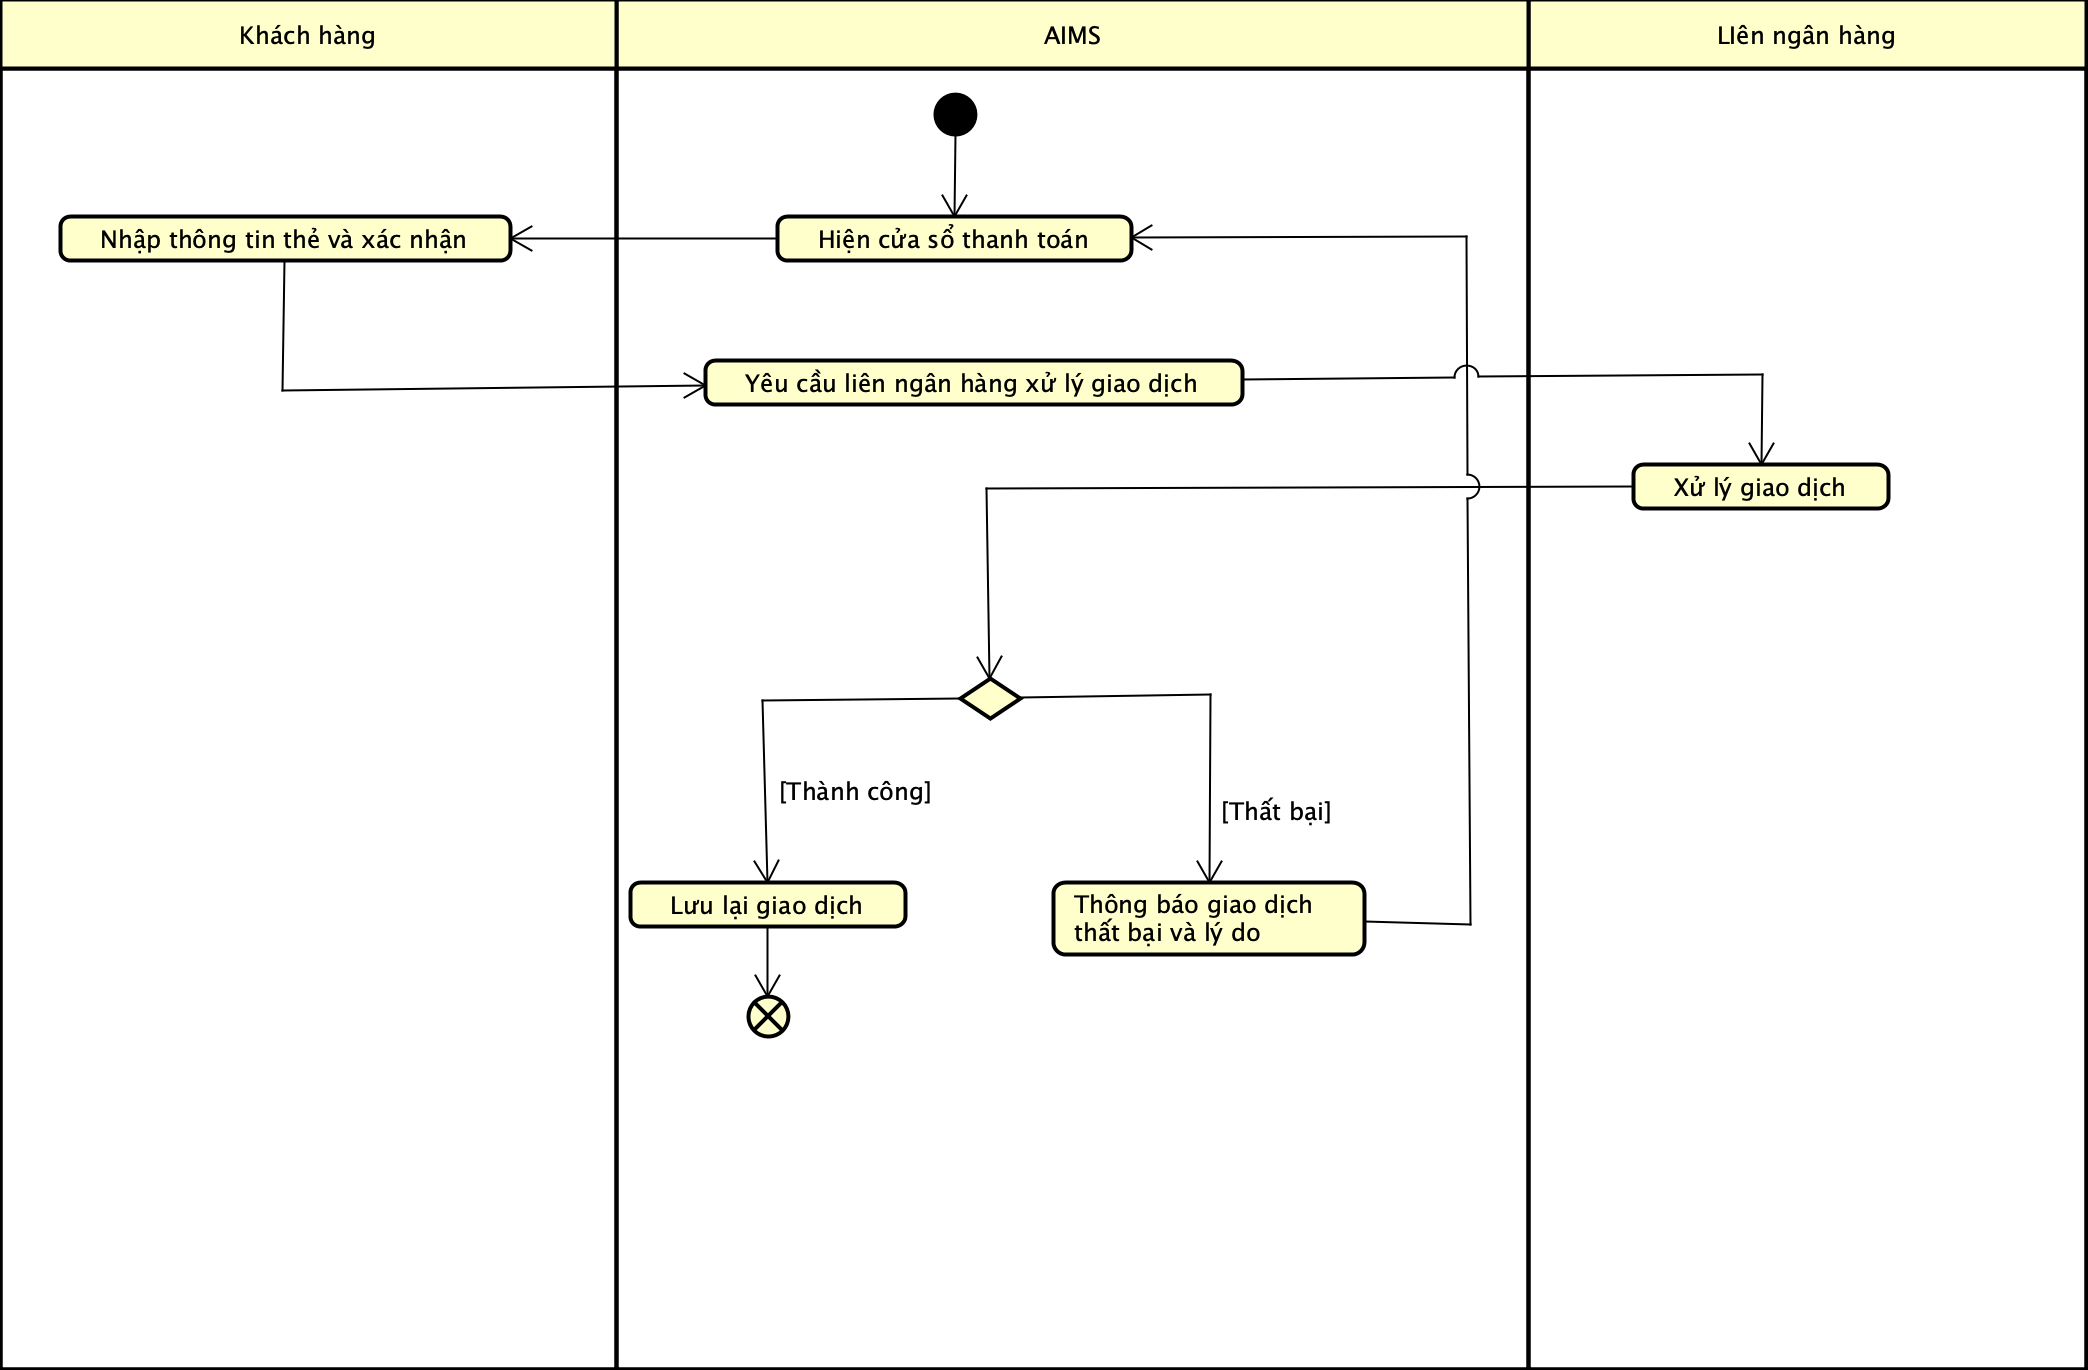 Khách hàng
AIMS
LIên ngân hàng
Nhập thông tin thẻ và xác nhận
Hiện cửa sổ thanh toán
Yêu cầu liên ngân hàng xử lý giao dịch
Xử lý giao dịch
[Thành công]
[Thất bại]
Lưu lại giao dịch
Thông báo giao dịch
thất bại và lý do